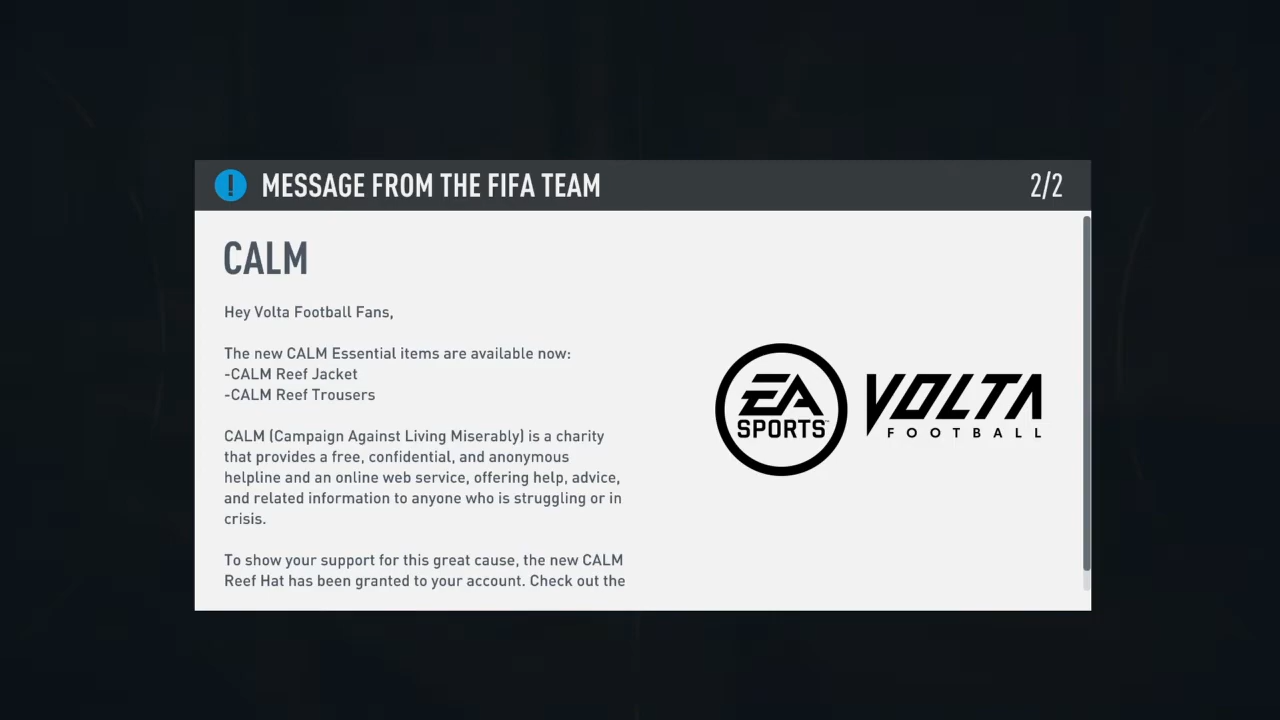 MESSAGE FROM THE FIFA TEAM
2/2
CALM
Hey Volta Football Fans,
The new CALM Essential items are available now:
-CALM Reef Jacket
-CALM Reef Trousers
CALM (Campaign Against Living Miserably) is a charity
that provides a free, confidential, and anonymous
helpline and an online web service, offering help, advice,
and related information to anyone who is struggling or in
crisis.
To show your support for this great cause, the new CALM
Reef Hat has been granted to your account. Check out the
EA
SPORTS
VOLTA
FOOTBALL